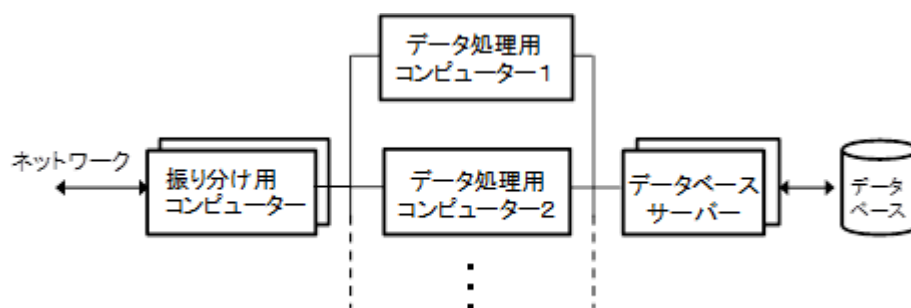 データ処理用
コンピューター1
ネットワーク
振り分け用
コンピューター
データ処理用
コンピューター2
データベース
サーバー
データ
ベース